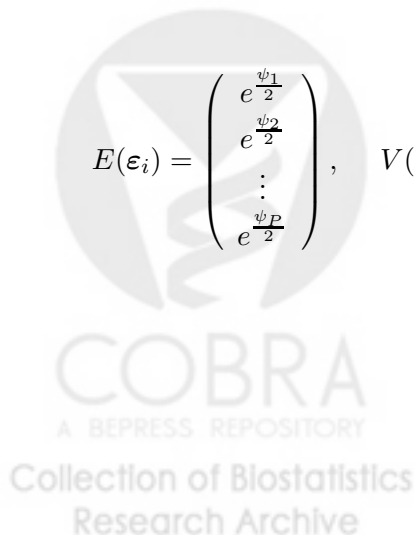 E(ε_i) = ( e^{ψ_1/2} e^{ψ_2/2} ⋮ e^{ψ_P/2} ), V(
COBRA
A BEPRESS REPOSITORY
Collection of Biostatistics
Research Archive